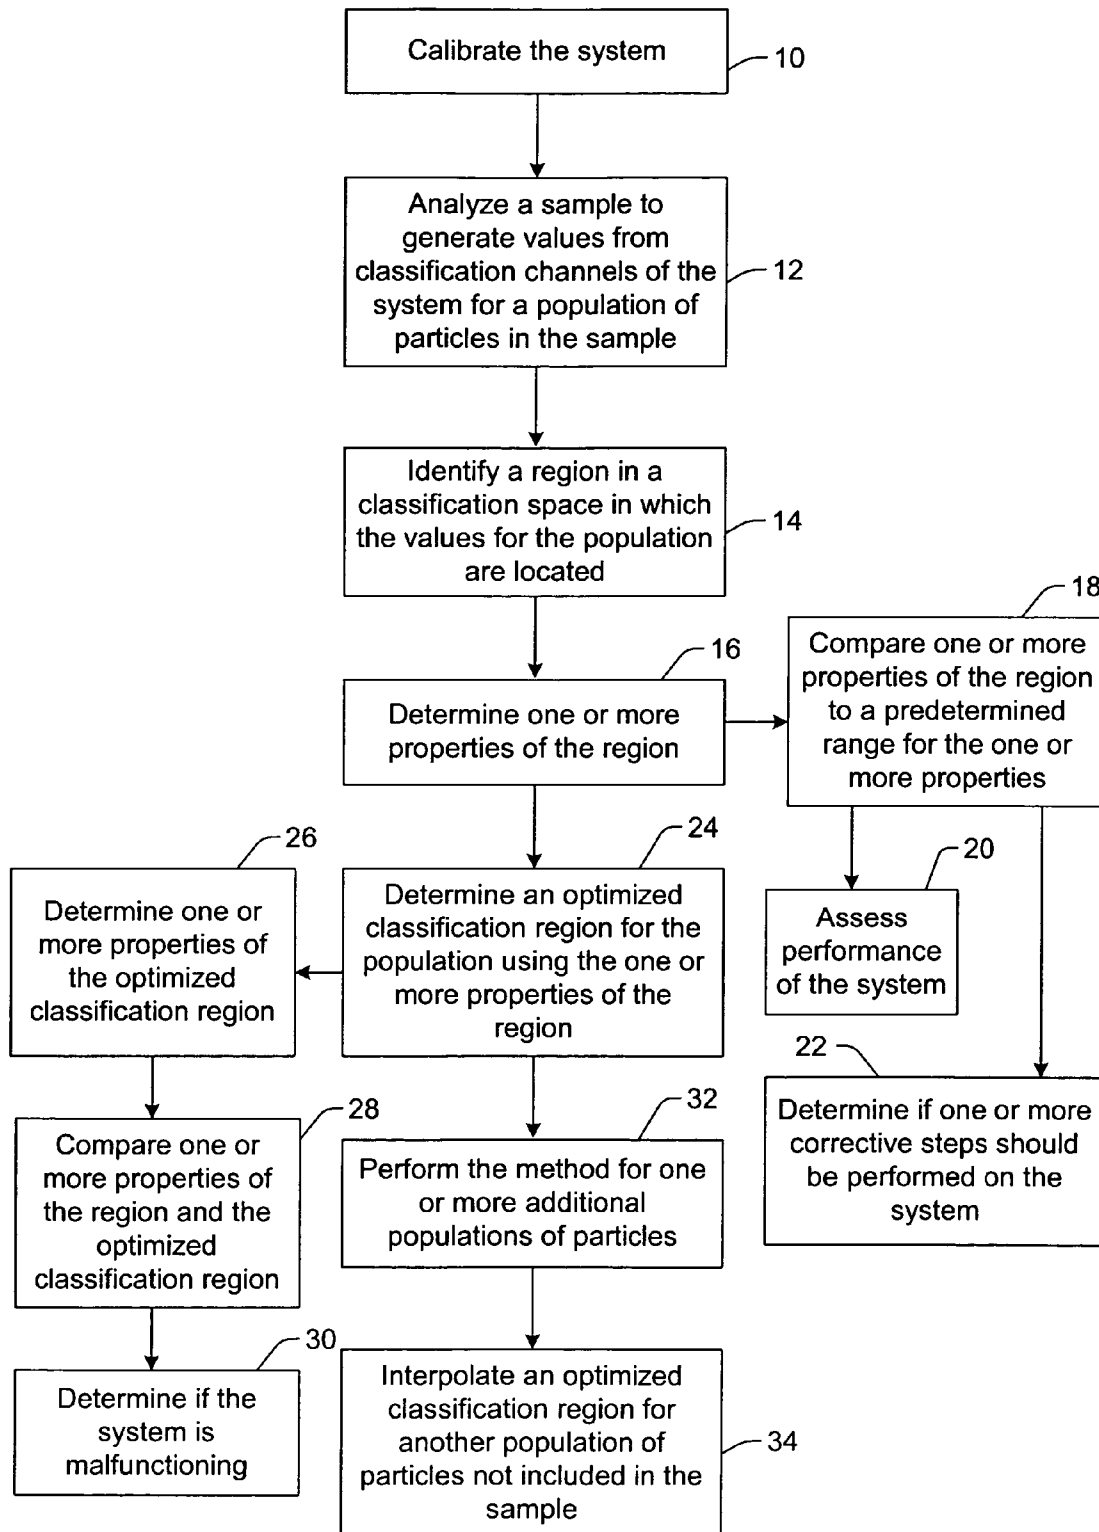 Calibrate the system
10
Analyze a sample to
generate values from
classification channels of the
system for a population of
particles in the sample
12
Identify a region in a
classification space in which
the values for the population
are located
14
16
Determine one or more
properties of the region
18
Compare one or more
properties of the region
to a predetermined
range for the one or
more properties
20
Assess
performance
of the system
22
Determine if one or more
corrective steps should
be performed on the
system
24
Determine an optimized
classification region for the
population using the one or
more properties of the
region
26
Determine one or
more properties of
the optimized
classification region
28
Compare one or
more properties of
the region and the
optimized
classification region
30
Determine if the
system is
malfunctioning
32
Perform the method for one
or more additional
populations of particles
Interpolate an optimized
classification region for
another population of
particles not included in the
sample
34